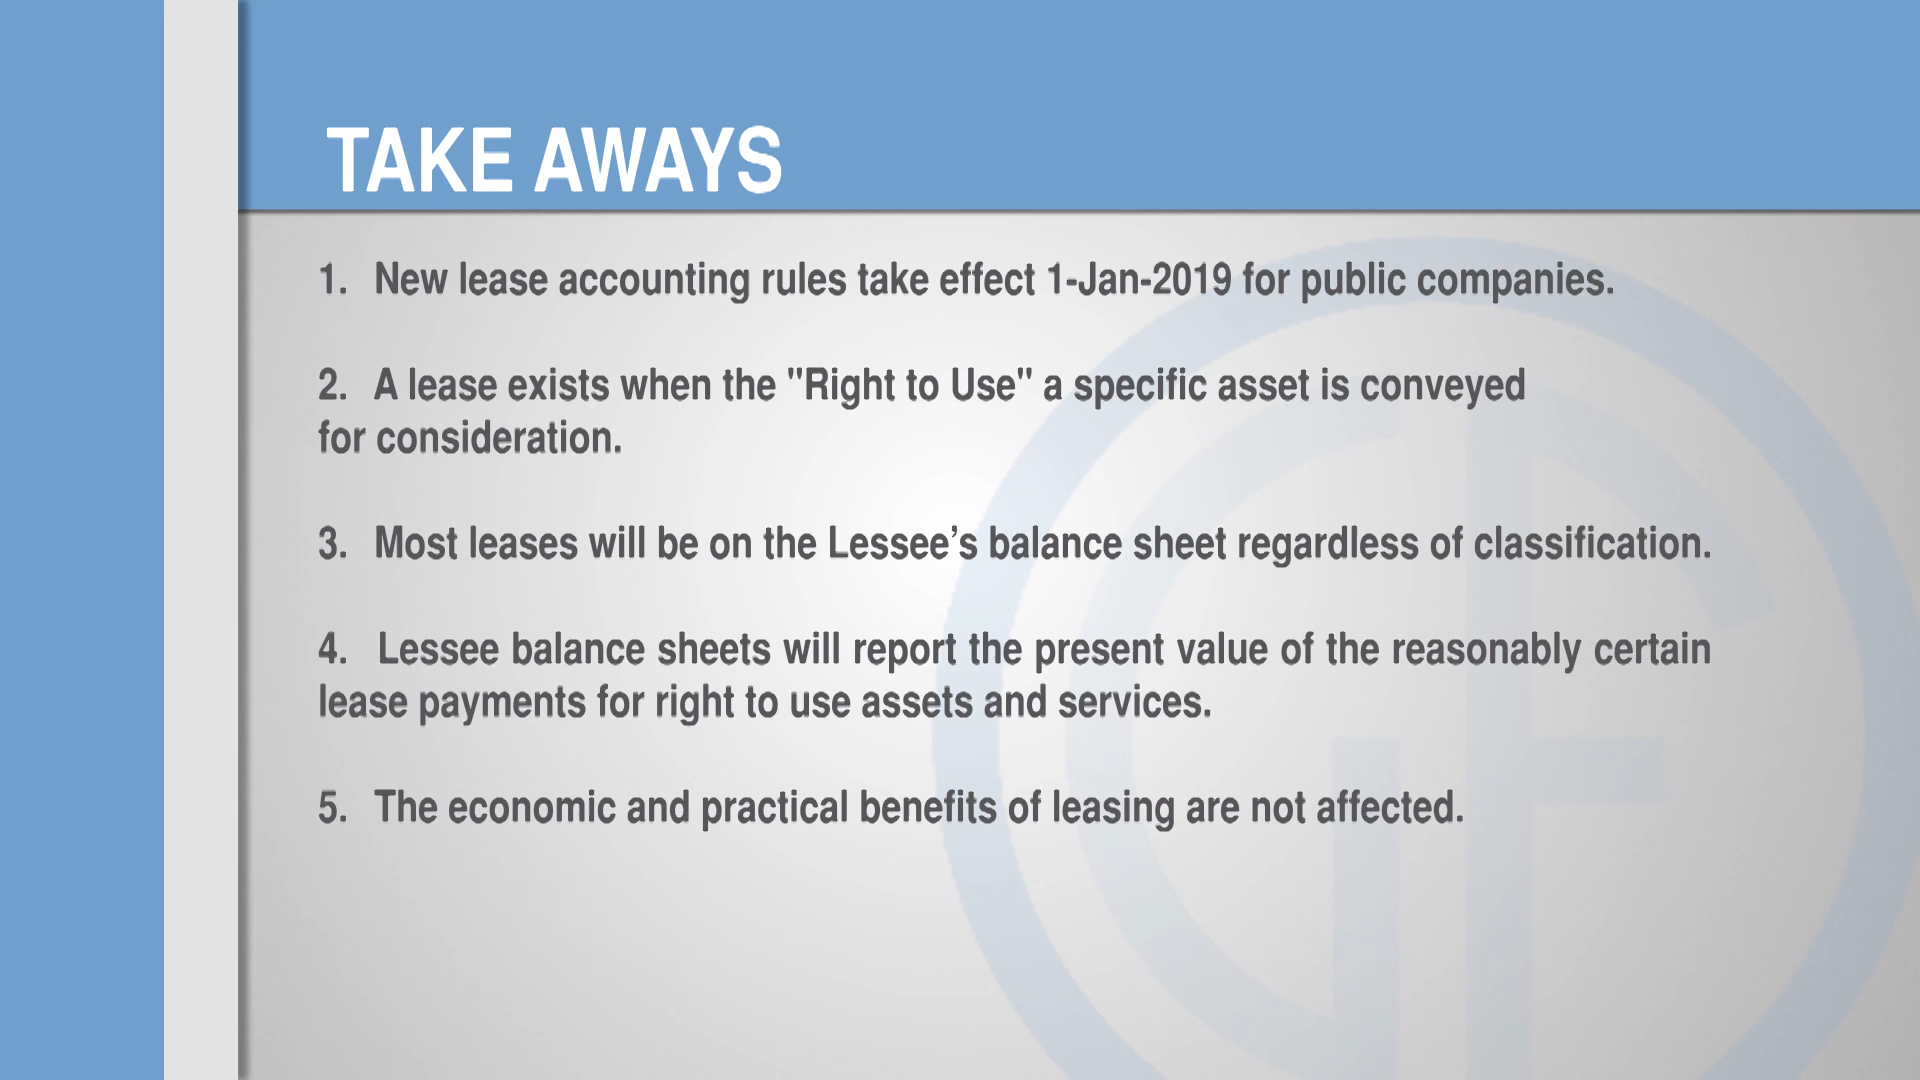 TAKE AWAYS
1. New lease accounting rules take effect 1-Jan-2019 for public companies.
2. A lease exists when the "Right to Use" a specific asset is conveyed
for consideration.
3. Most leases will be on the Lessee’s balance sheet regardless of classification.
4. Lessee balance sheets will report the present value of the reasonably certain
lease payments for right to use assets and services.
5. The economic and practical benefits of leasing are not affected.